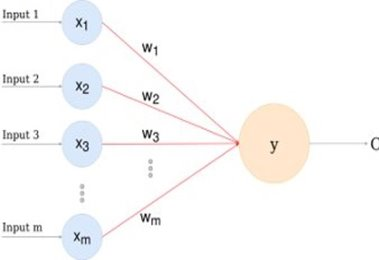 Input 1
x1
w1
Input 2
x2
w2
Input 3
x3
w3
y
Input m
xm
wm